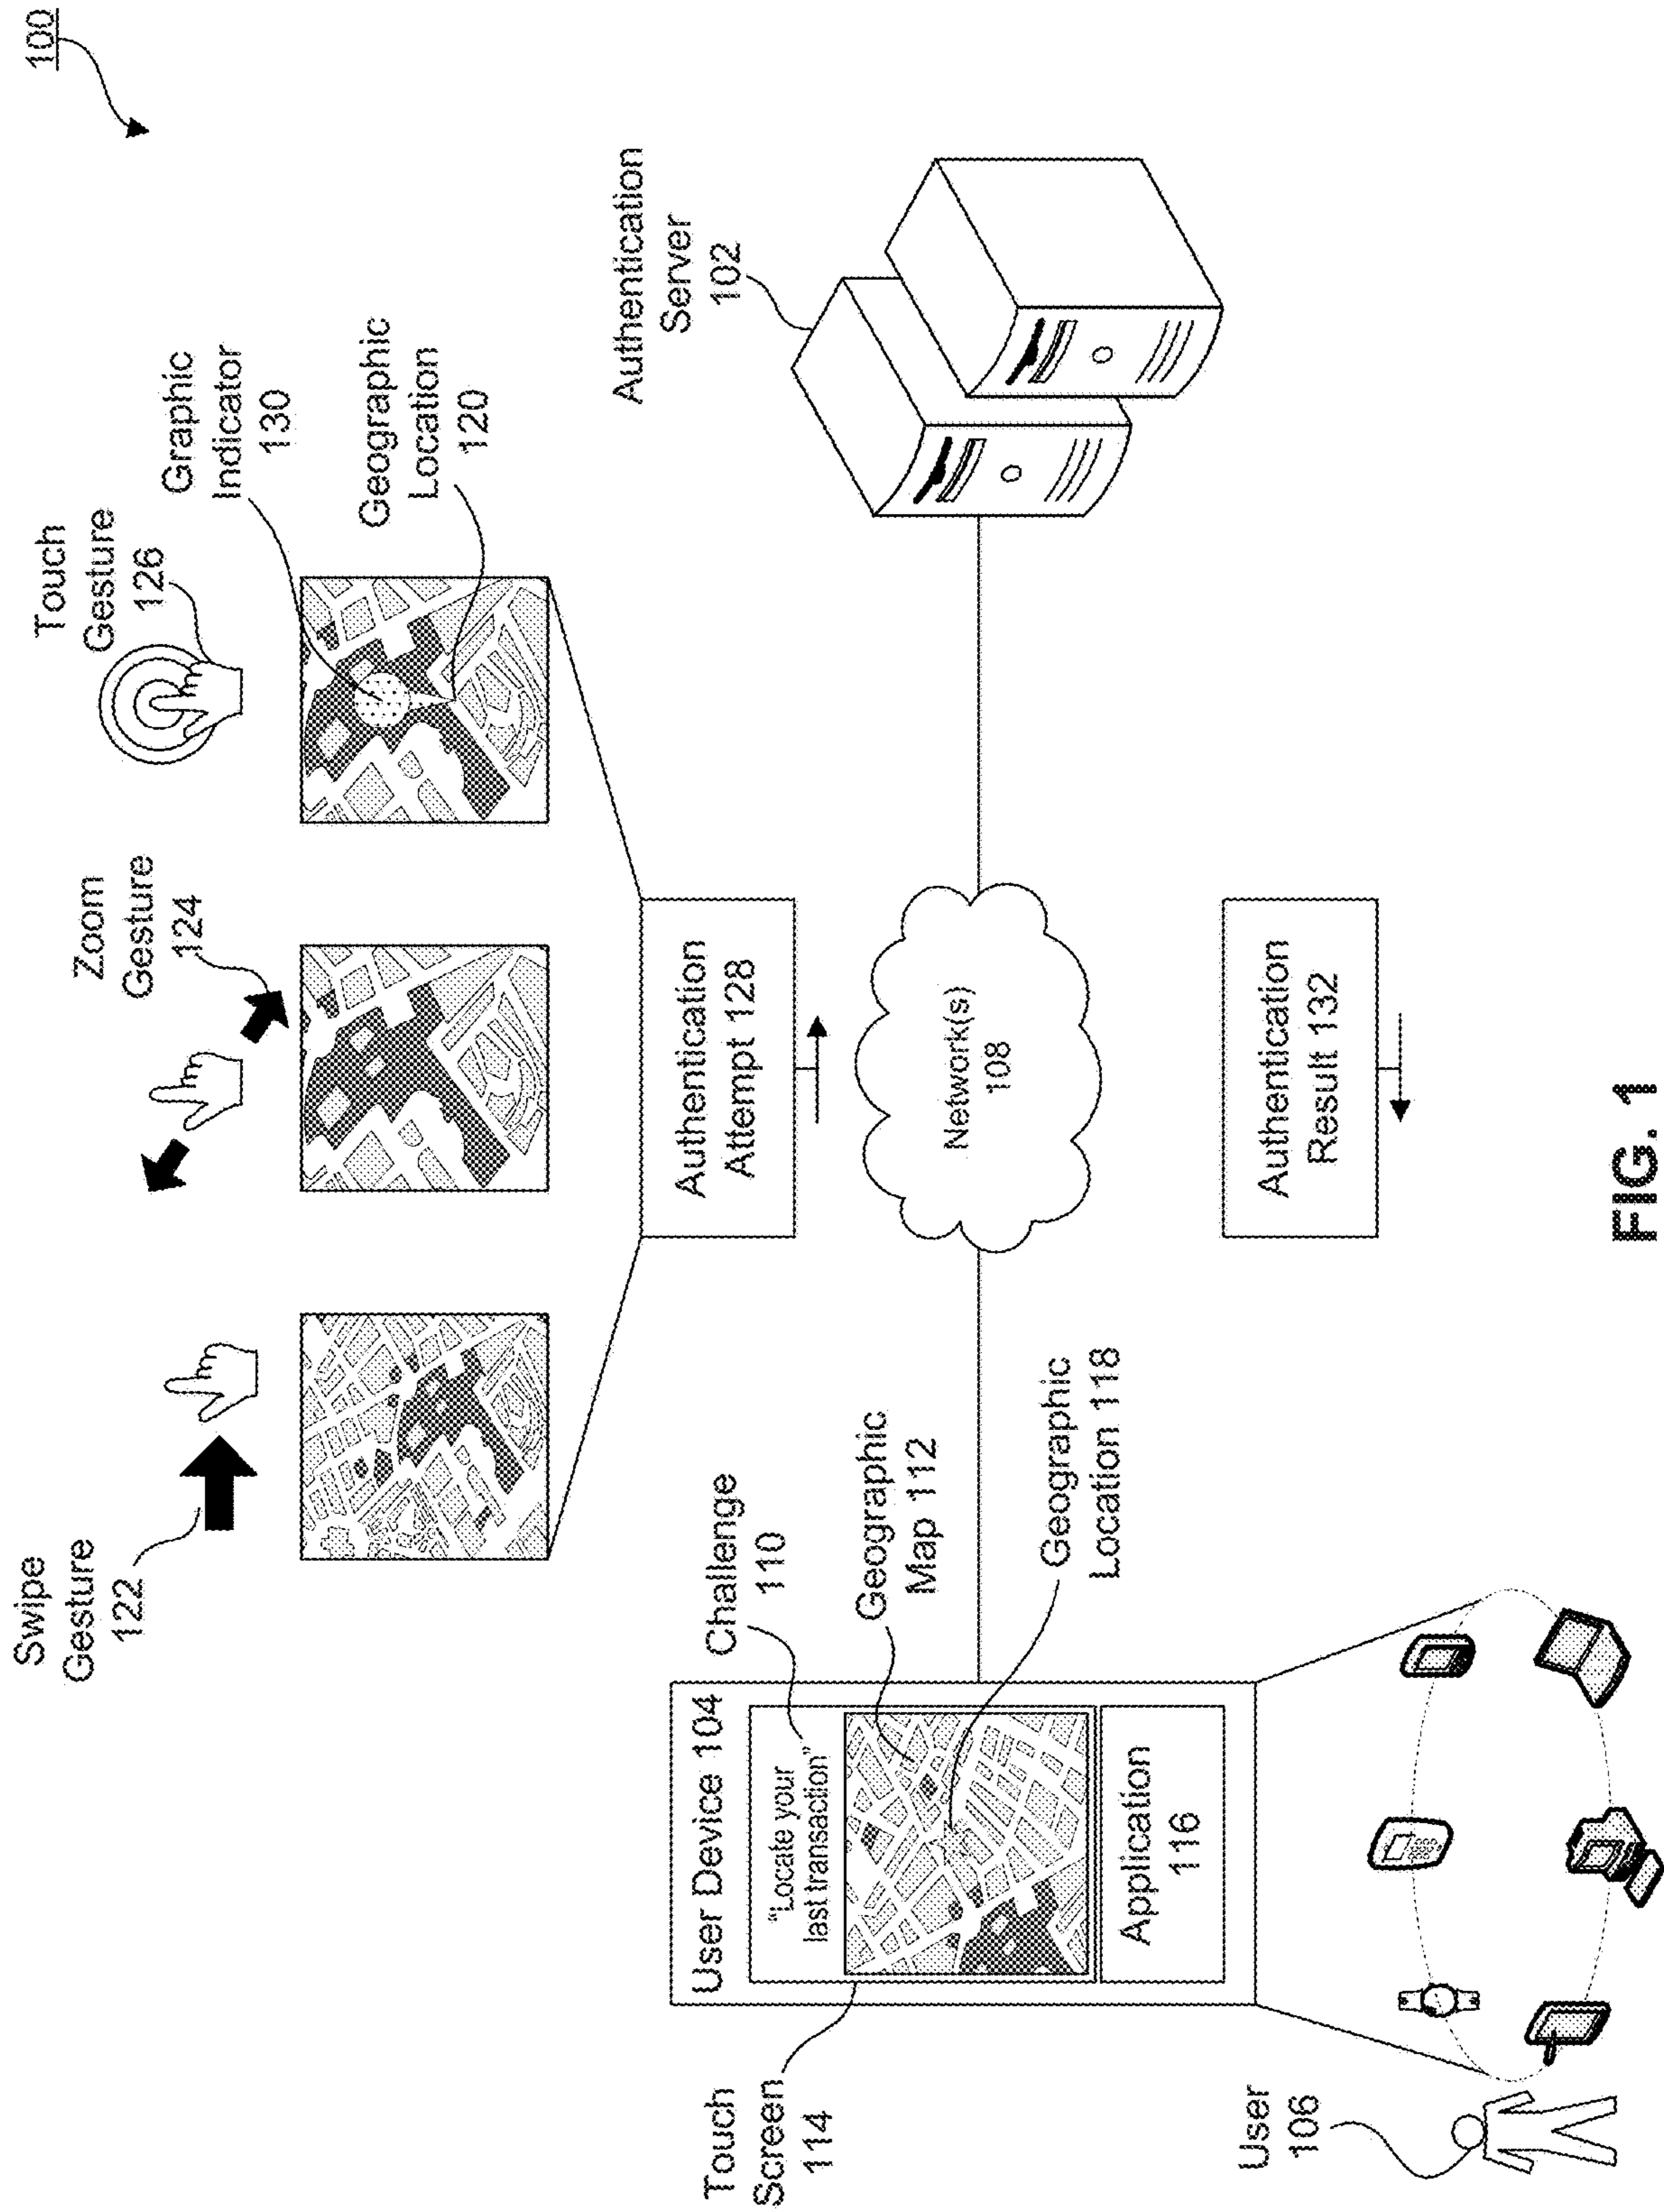 100
Swipe
Gesture
122
Zoom
Gesture
124
Touch
Gesture
126
Graphic
Indicator
130
Geographic
Location
120
Authentication
Attempt 128
Authentication
Server
102
Network(s)
108
Authentication
Result 132
Touch
Screen
114
User Device 104
"Locate your
last transaction"
Challenge
110
Geographic
Map 112
Geographic
Location 118
Application
116
User
106
FIG. 1